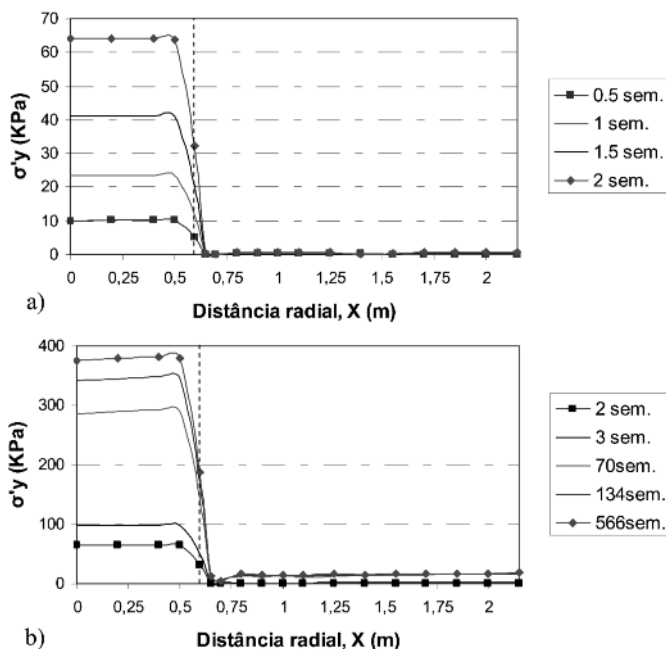 70
60
50
40
30
20
10
0
σ'y (KPa)
0 0,25 0,5 0,75 1 1,25 1,5 1,75 2
Distância radial, X (m)
a)
0.5 sem.
1 sem.
1.5 sem.
2 sem.
400
300
200
100
0
σ'y (KPa)
0 0,25 0,5 0,75 1 1,25 1,5 1,75 2
Distância radial, X (m)
b)
2 sem.
3 sem.
70sem.
134sem.
566sem.